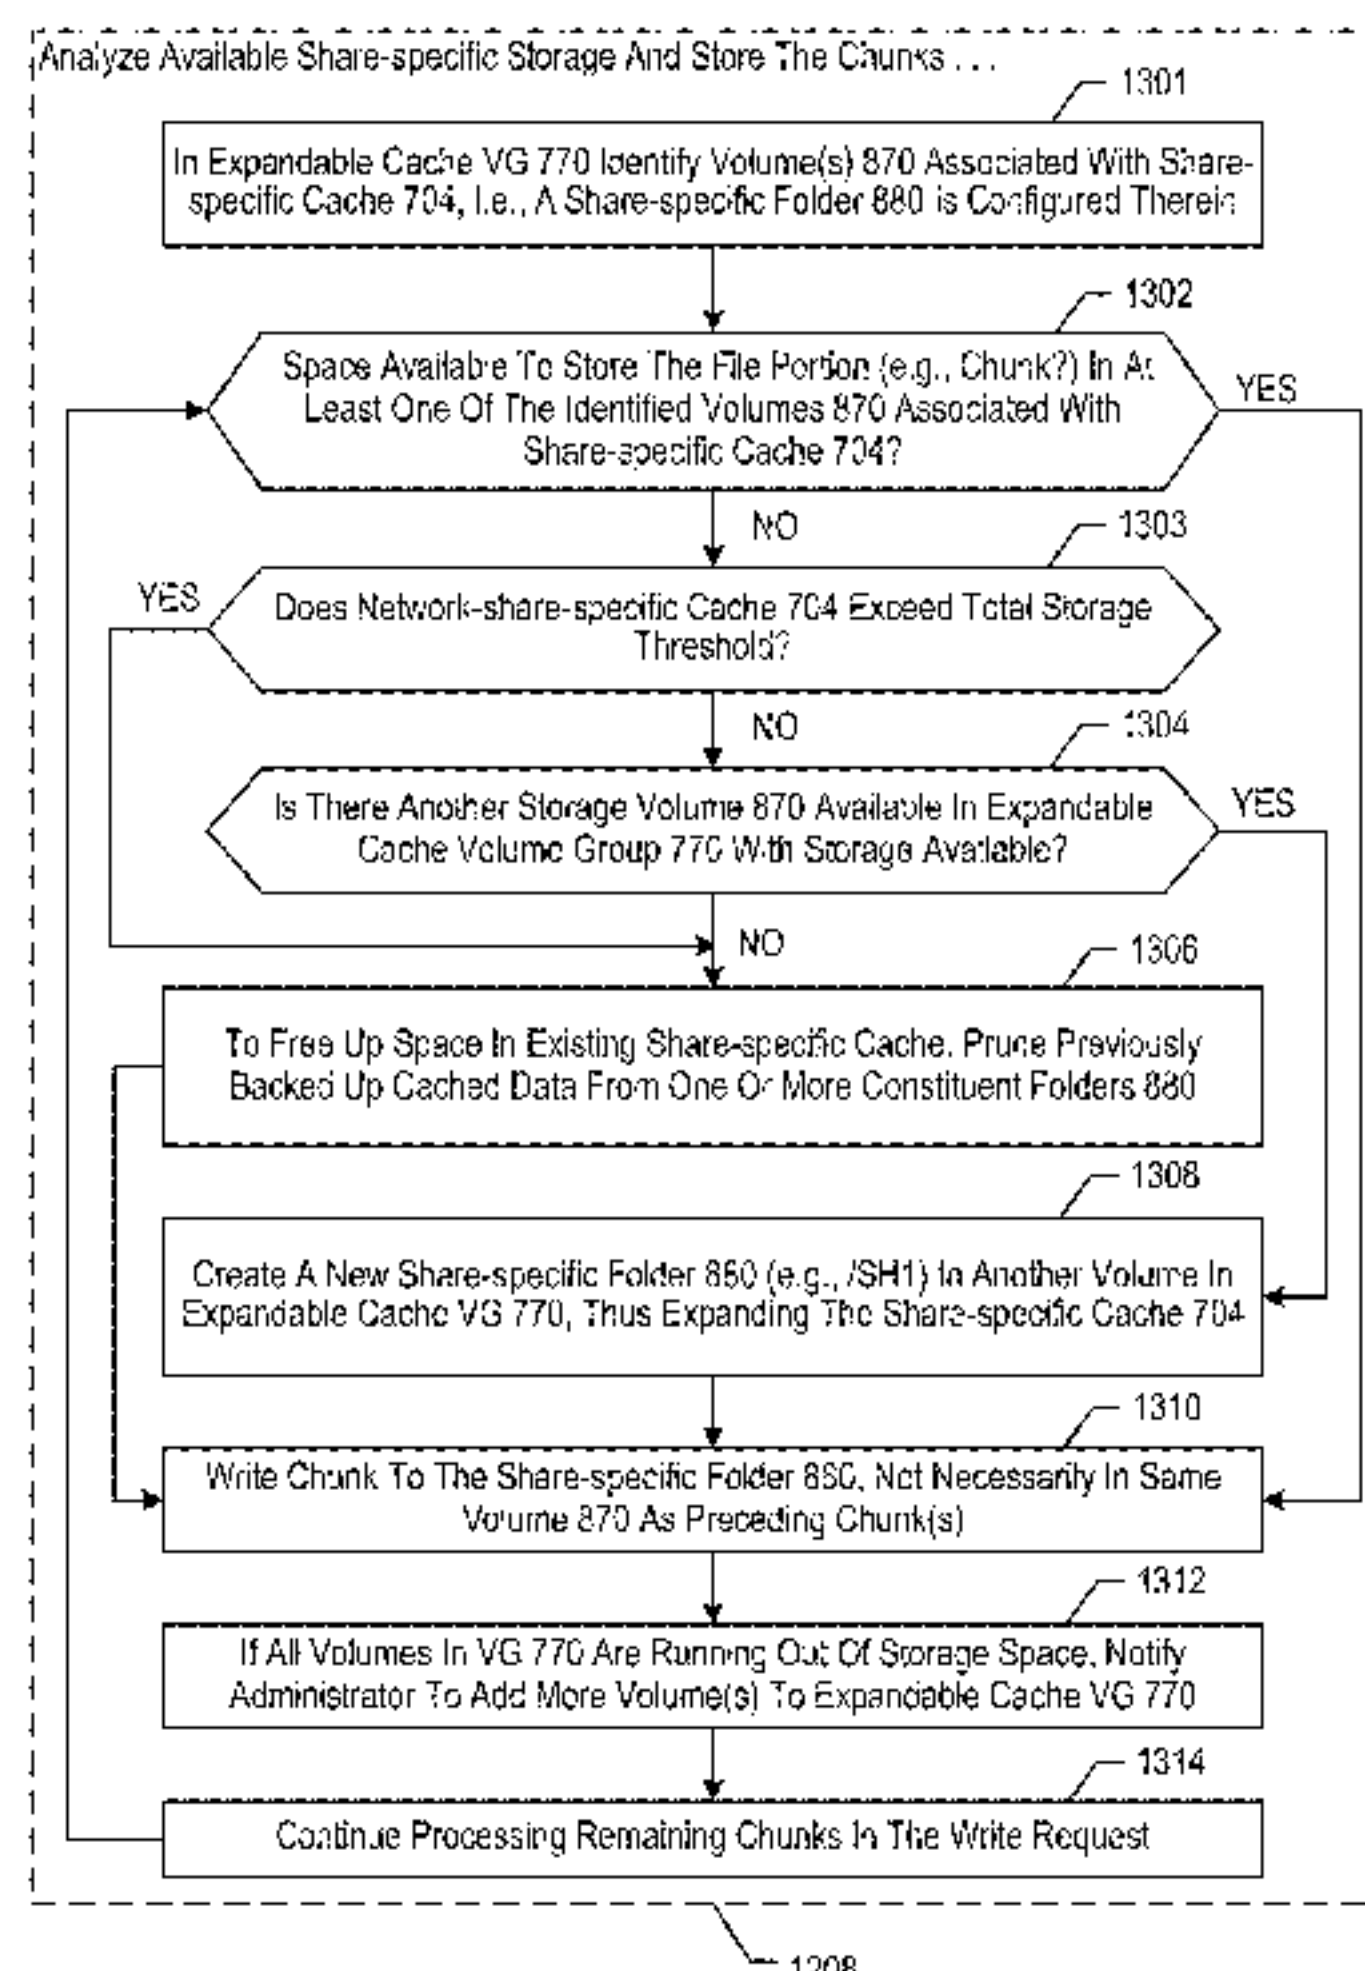 Analyze Available Share-specific Storage And Store The Chunks . . .
1301
In Expandable Cache VG 770 Identify Volume(s) 870 Associated With Share-
specific Cache 704, I.e., A Share-specific Folder 880 is Configured Therein
1302
Space Available To Store The File Portion (e.g., Chunk?) In At
Least One Of The Identified Volumes 870 Associated With
Share-specific Cache 704?
YES
NO
1303
YES
Does Network-share-specific Cache 704 Exceed Total Storage
Threshold?
NO
1304
Is There Another Storage Volume 870 Available In Expandable
Cache Volume Group 770 With Storage Available?
YES
NO
1306
To Free Up Space In Existing Share-specific Cache, Prune Previously
Backed Up Cached Data From One Or More Constituent Folders 880
1308
Create A New Share-specific Folder 880 (e.g., /SH1) In Another Volume In
Expandable Cache VG 770, Thus Expanding The Share-specific Cache 704
1310
Write Chunk To The Share-specific Folder 880, Not Necessarily In Same
Volume 870 As Preceding Chunk(s)
1312
If All Volumes In VG 770 Are Running Out Of Storage Space, Notify
Administrator To Add More Volume(s) To Expandable Cache VG 770
1314
Continue Processing Remaining Chunks In The Write Request
1208